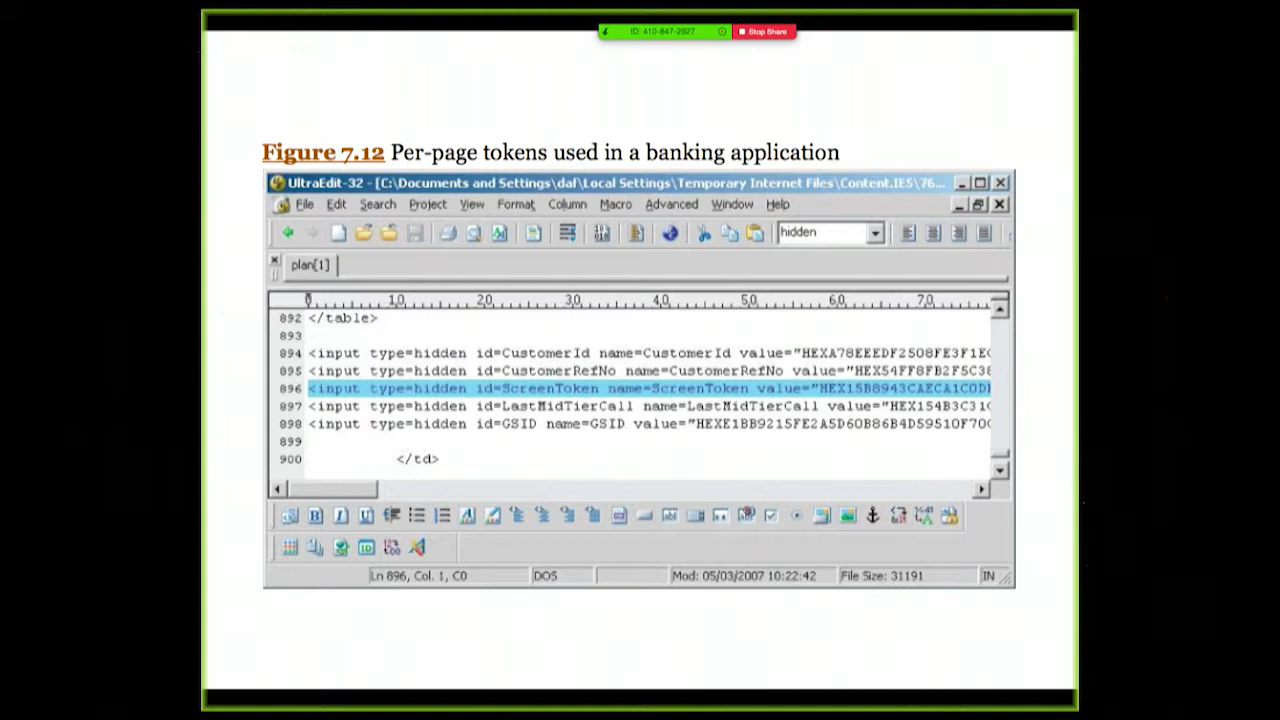 ID: 410-847-2927 Stop Share
Figure 7.12 Per-page tokens used in a banking application
UltraEdit-32 - [C:\Documents and Settings\daf\Local Settings\Temporary Internet Files\Content.IE5\76...
File Edit Search Project View Format Column Macro Advanced Window Help
hidden
plan[1]
0 10 20 30 40 50 60 70
892 </table>
893
894 <input type=hidden id=CustomerId name=CustomerId value="HEXA78EEEDF2508FE3F1E
895 <input type=hidden id=CustomerRefNo name=CustomerRefNo value="HEX54FF8FB2F5C38
896 <input type=hidden id=ScreenToken name=ScreenToken value="HEX15B8943CAECA1C0D
897 <input type=hidden id=LastMidTierCall name=LastMidTierCall value="HEX154B3C31
898 <input type=hidden id=GSID name=GSID value="HEXE1BB9215FE2A5D60B86B4D59510F70
899
900 </td>
Ln 896, Col. 1, C0 DOS Mod: 05/03/2007 10:22:42 File Size: 31191 IN